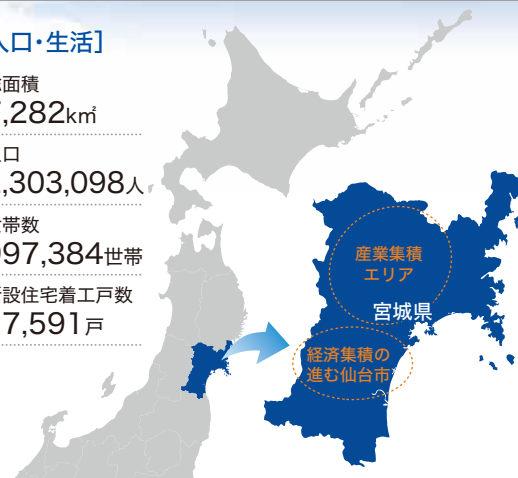 人口・生活］
面積
,282k㎡
口
,303,098人
帯数
997,384世帯
設住宅着工戸数
7,591戸
産業集積
エリア
宮城県
経済集積の
進む仙台市